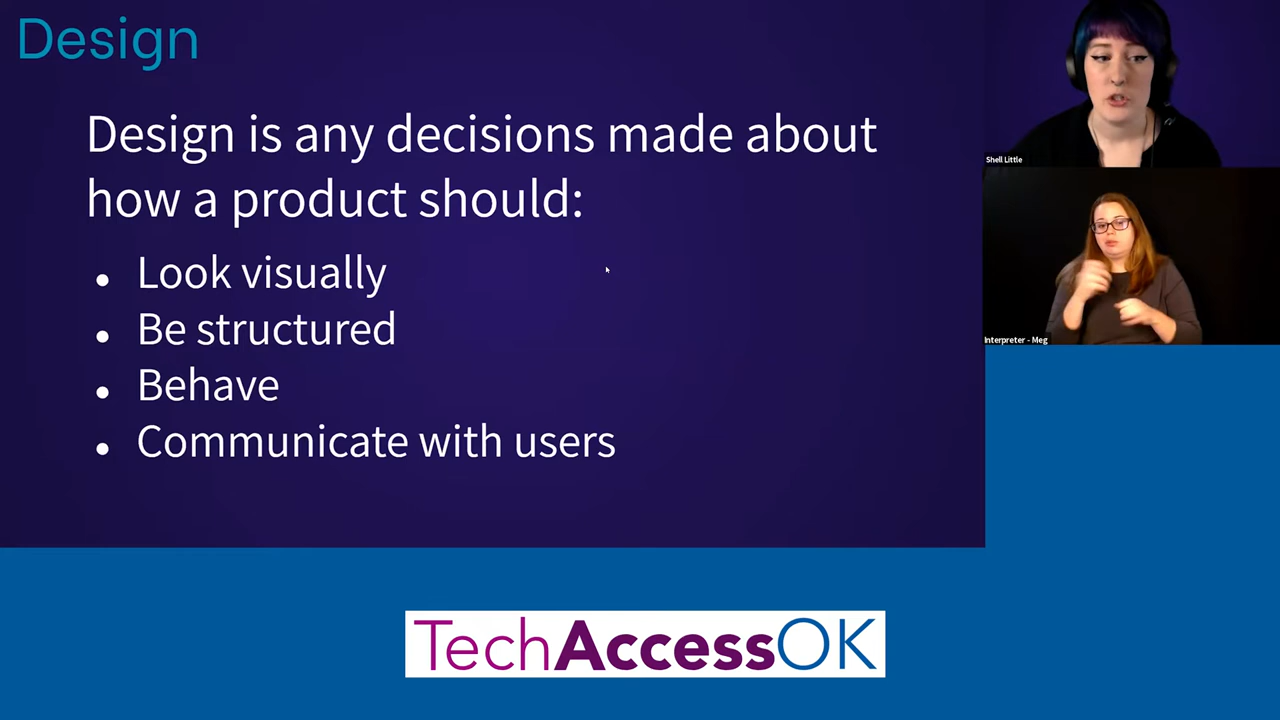 Design
Design is any decisions made about
how a product should:
• Look visually
• Be structured
• Behave
• Communicate with users
Shell Little
Interpreter - Meg
TechAccessOK